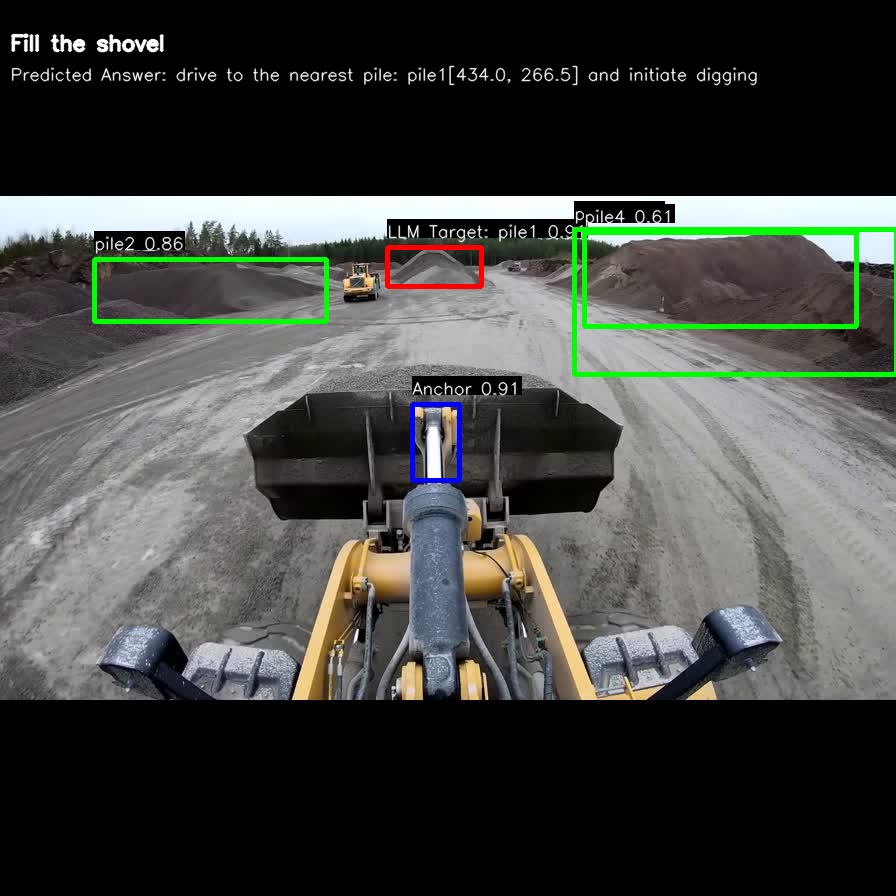 Fill the shovel
Predicted Answer: drive to the nearest pile: pile1[434.0, 266.5] and initiate digging
pile4 0.61
LLM Target: pile1 0.9
pile2 0.86
Anchor 0.91